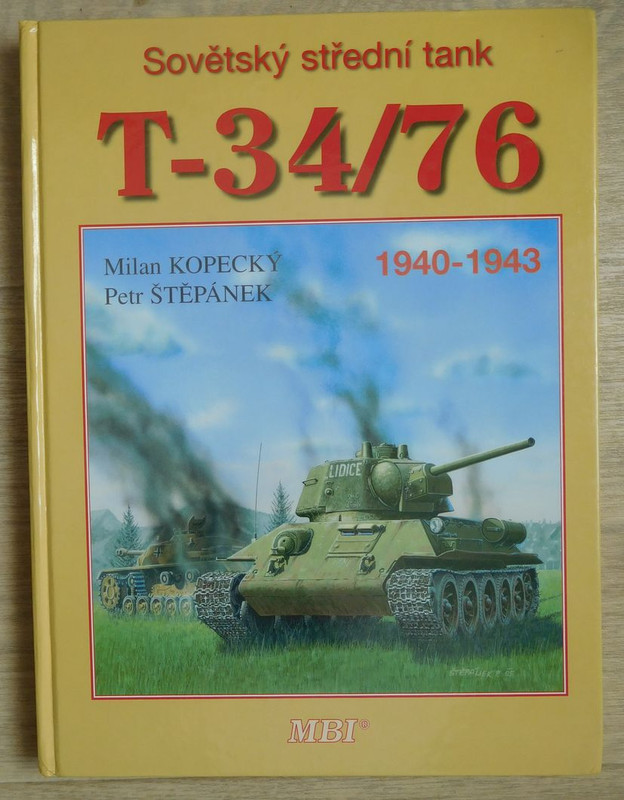 Sovětský střední tank
T-34/76
Milan KOPECKÝ
Petr ŠTĚPÁNEK
1940-1943
LIDICE
MBI®